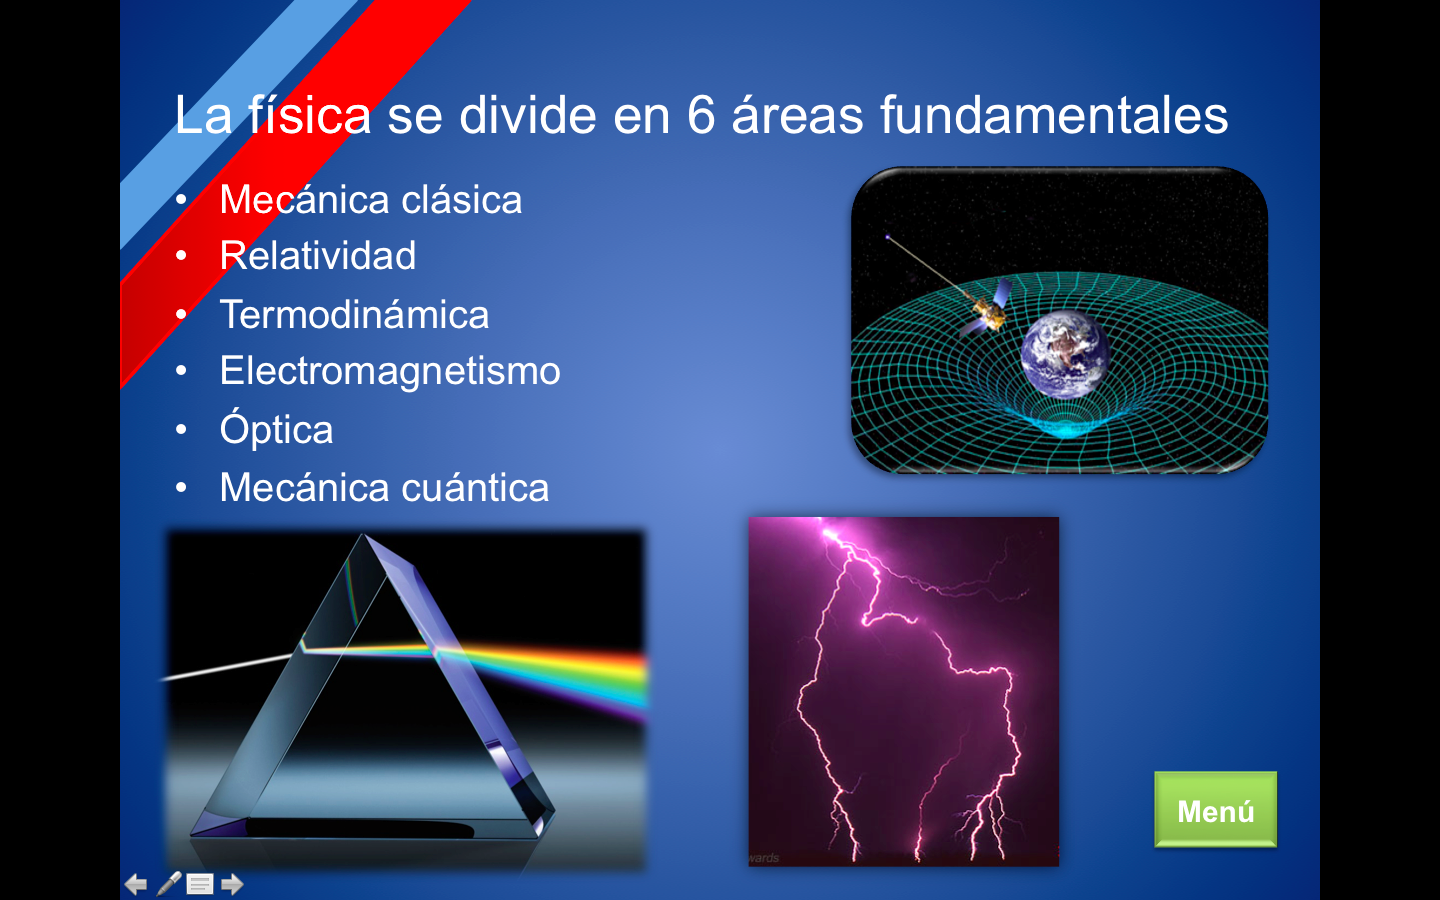 La física se divide en 6 áreas fundamentales
• Mecánica clásica
• Relatividad
• Termodinámica
• Electromagnetismo
• Óptica
• Mecánica cuántica
wards
Menú